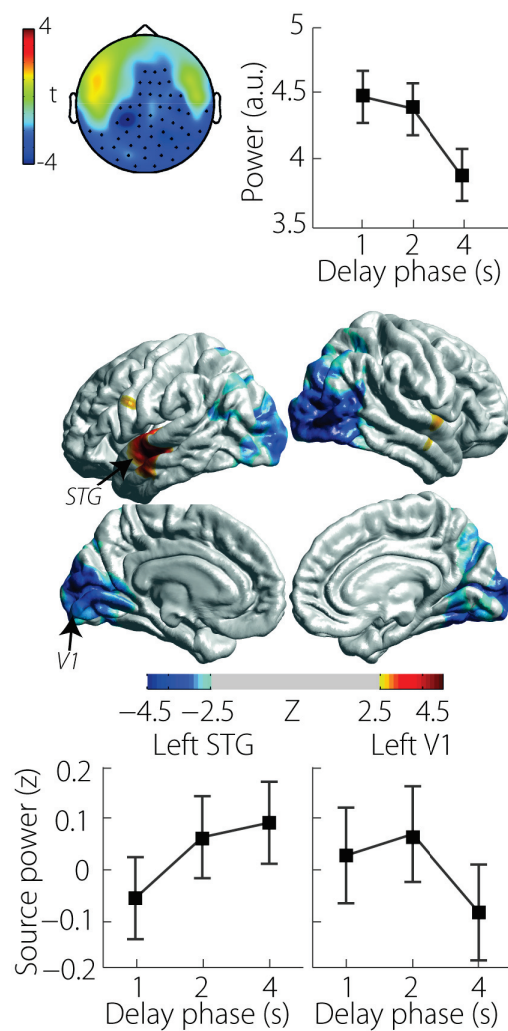 4
t
-4
Power (a.u.)
4.5
4
3.5
1 2 4
Delay phase (s)
STG
V1
−4.5 −2.5 Z 2.5 4.5
Left STG Left V1
Source power (z)
0.2
0.1
0
−0.1
−0.2
1 2 4 1 2 4
Delay phase (s) Delay phase (s)